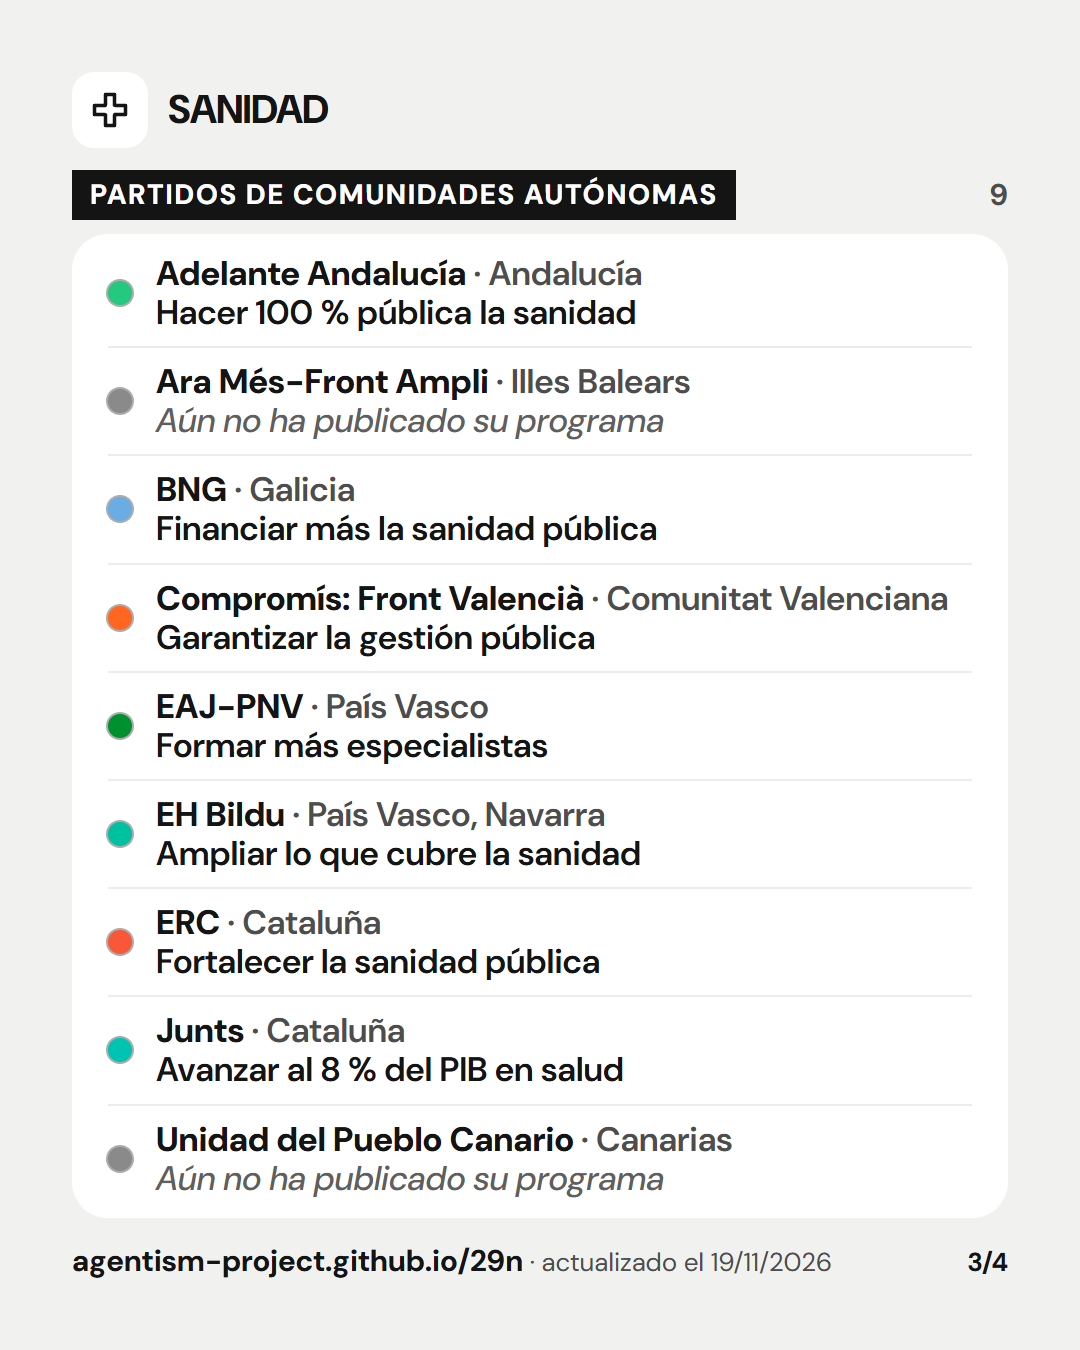 SANIDAD
PARTIDOS DE COMUNIDADES AUTÓNOMAS 9
Adelante Andalucía · Andalucía
Hacer 100 % pública la sanidad
Ara Més-Front Ampli · Illes Balears
Aún no ha publicado su programa
BNG · Galicia
Financiar más la sanidad pública
Compromís: Front Valencià · Comunitat Valenciana
Garantizar la gestión pública
EAJ-PNV · País Vasco
Formar más especialistas
EH Bildu · País Vasco, Navarra
Ampliar lo que cubre la sanidad
ERC · Cataluña
Fortalecer la sanidad pública
Junts · Cataluña
Avanzar al 8 % del PIB en salud
Unidad del Pueblo Canario · Canarias
Aún no ha publicado su programa
agentism-project.github.io/29n · actualizado el 19/11/2026 3/4